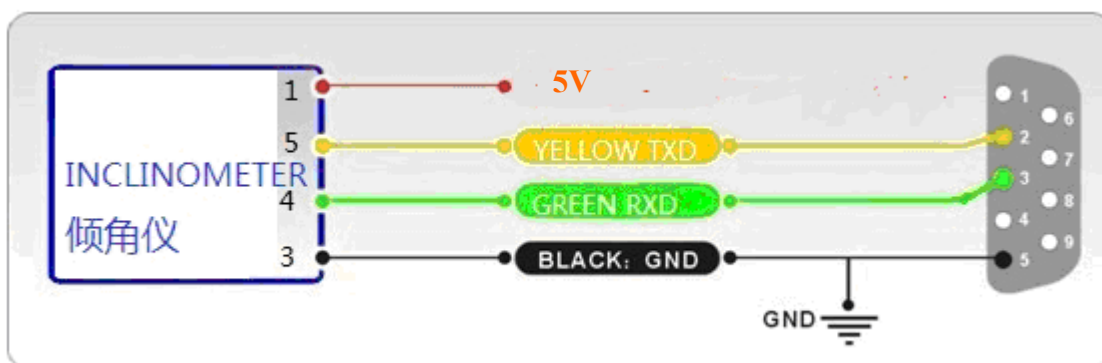 INCLINOMETER
倾角仪
1
5V
5
YELLOW TXD
4
GREEN RXD
3
BLACK: GND
GND
1
6
2
7
3
8
4
9
5